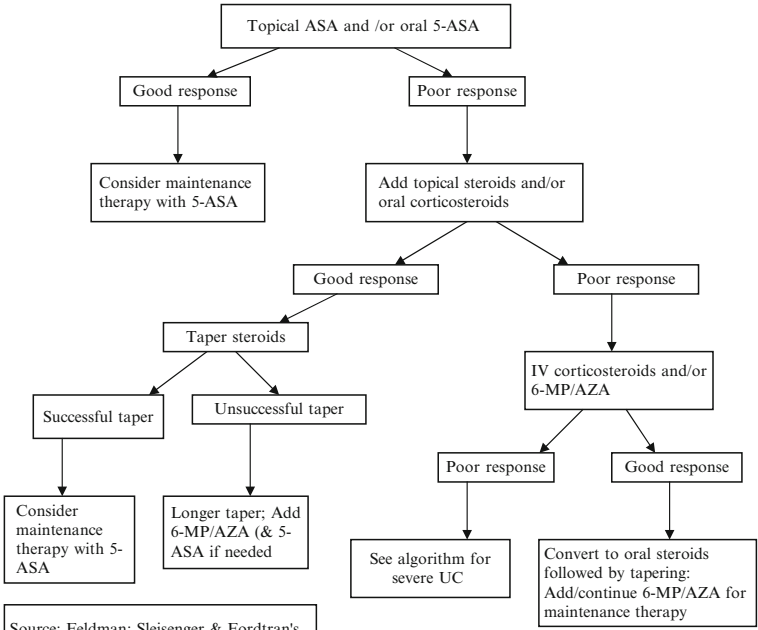 Topical ASA and /or oral 5-ASA
Good response
Poor response
Consider maintenance
therapy with 5-ASA
Add topical steroids and/or
oral corticosteroids
Good response
Poor response
Taper steroids
IV corticosteroids and/or
6-MP/AZA
Successful taper
Unsuccessful taper
Poor response
Good response
Consider
maintenance
therapy with 5-
ASA
Longer taper; Add
6-MP/AZA (& 5-
ASA if needed
See algorithm for
severe UC
Convert to oral steroids
followed by tapering:
Add/continue 6-MP/AZA for
maintenance therapy
Source: Feldman: Sleisenger & Fordtran's